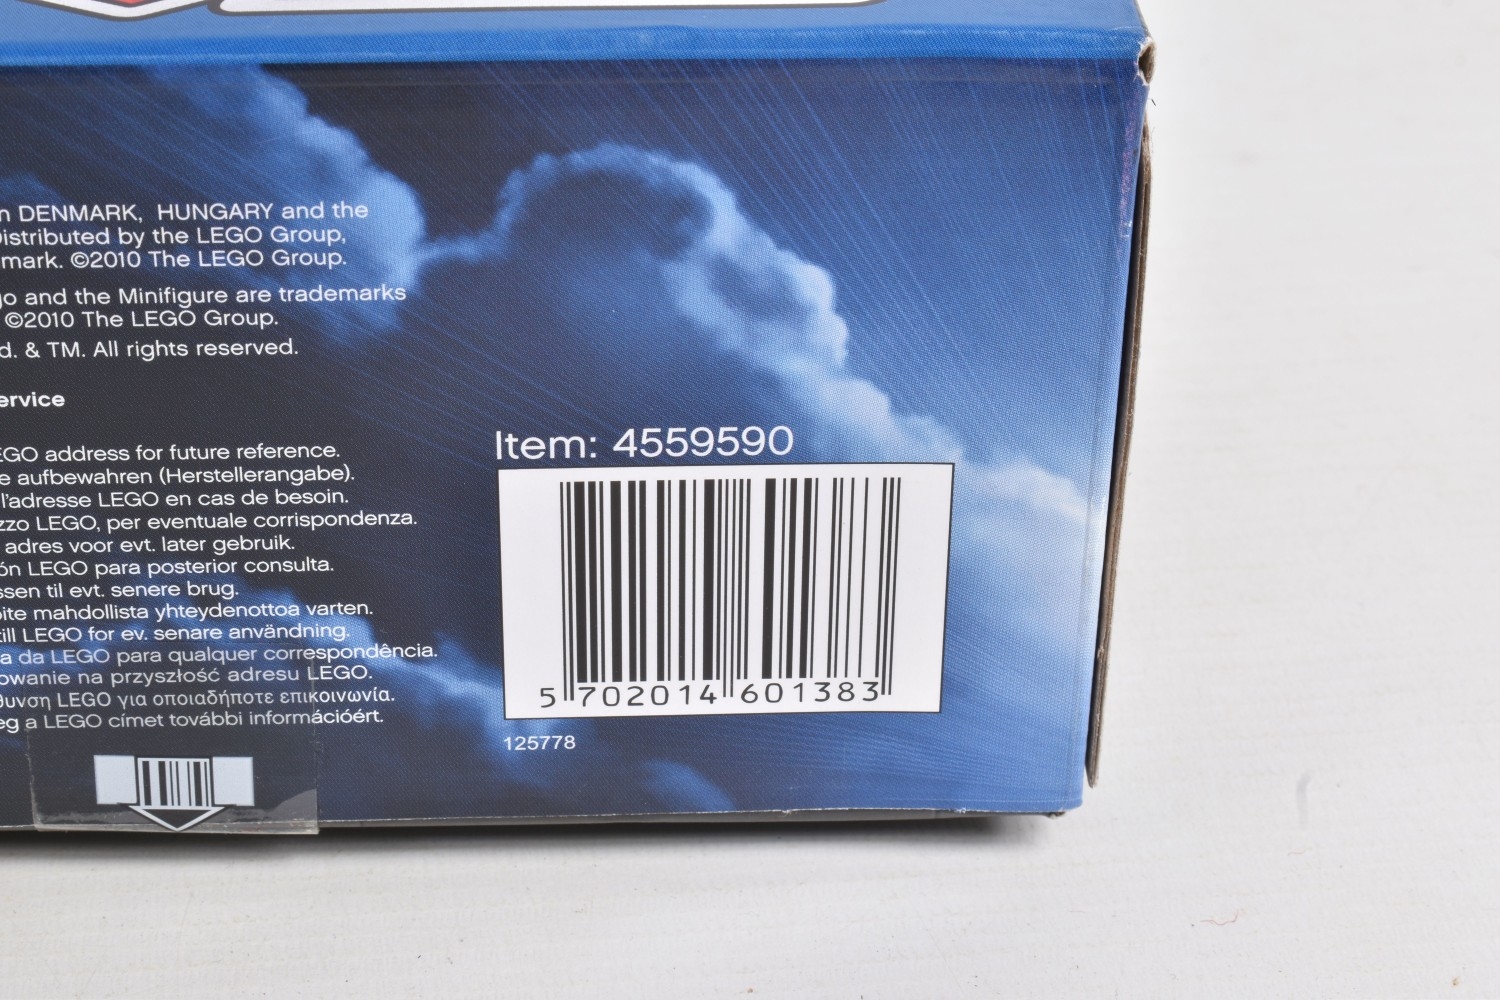 n DENMARK, HUNGARY and the
istributed by the LEGO Group,
mark. ©2010 The LEGO Group.
go and the Minifigure are trademarks
©2010 The LEGO Group.
d. & TM. All rights reserved.
ervice
EGO address for future reference.
e aufbewahren (Herstellerangabe).
l'adresse LEGO en cas de besoin.
zzo LEGO, per eventuale corrispondenza.
adres voor evt. later gebruik.
ón LEGO para posterior consulta.
ssen til evt. senere brug.
oite mahdollista yhteydenottoa varten.
till LEGO for ev. senare användning.
a da LEGO para qualquer correspondência.
owanie na przyszłość adresu LEGO.
θυνση LEGO για οποιαδήποτε επικοινωνία.
eg a LEGO címet további információért.
Item: 4559590
5 702014 601383
125778